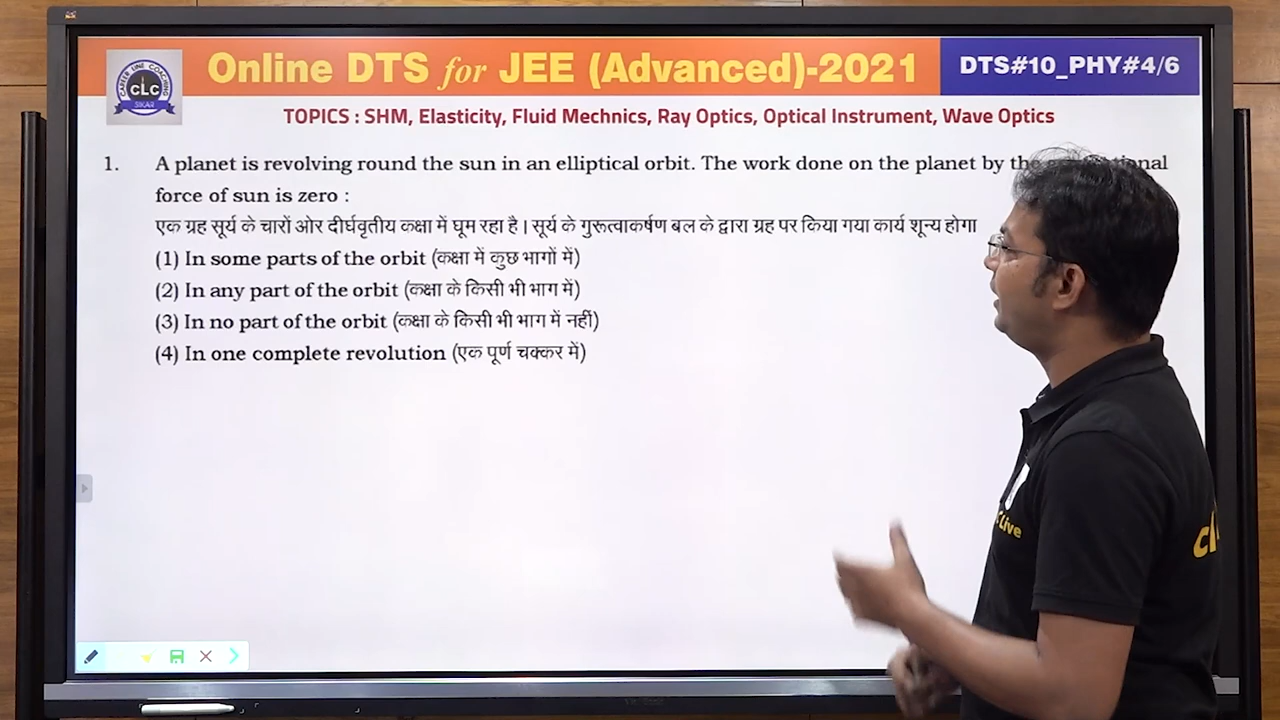 CAREER LINE COACHING
CLC
SIKAR
Online DTS for JEE (Advanced)-2021
DTS#10_PHY#4/6
TOPICS : SHM, Elasticity, Fluid Mechnics, Ray Optics, Optical Instrument, Wave Optics
1. A planet is revolving round the sun in an elliptical orbit. The work done on the planet by the
force of sun is zero :
एक ग्रह सूर्य के चारों ओर दीर्घवृतीय कक्षा में घूम रहा है। सूर्य के गुरूत्वाकर्षण बल के द्वारा ग्रह पर किया गया कार्य शून्य होगा
(1) In some parts of the orbit (कक्षा में कुछ भागों में)
(2) In any part of the orbit (कक्षा के किसी भी भाग में)
(3) In no part of the orbit (कक्षा के किसी भी भाग में नहीं)
(4) In one complete revolution (एक पूर्ण चक्कर में)
Live